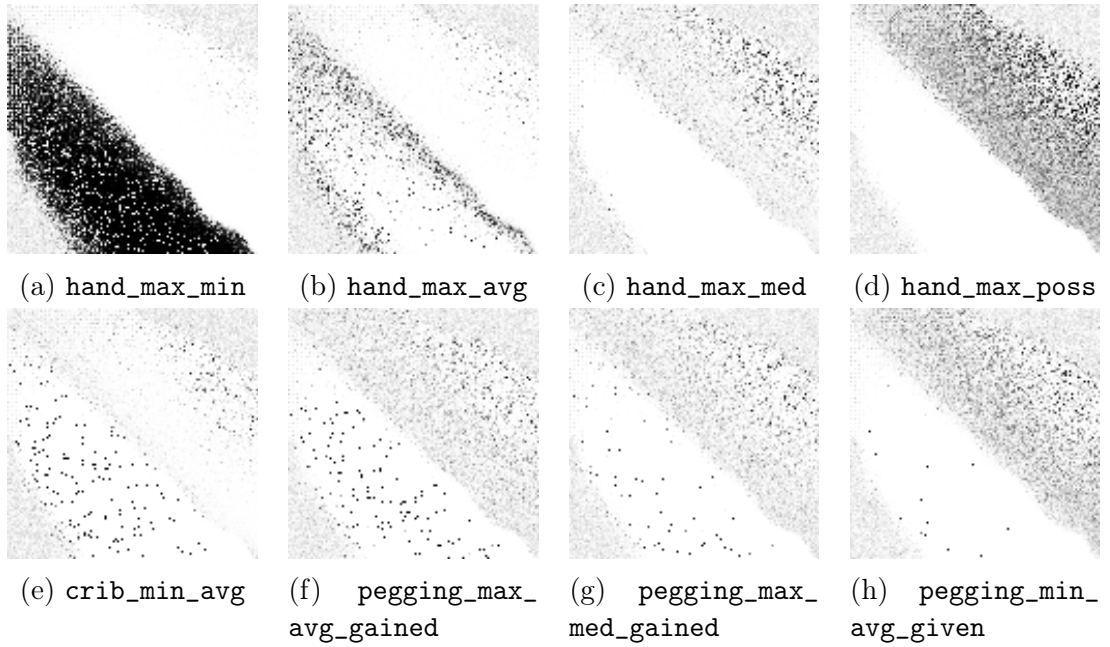 (a) hand_max_min (b) hand_max_avg (c) hand_max_med (d) hand_max_poss
(e) crib_min_avg (f) pegging_max_ (g) pegging_max_ (h) pegging_min_
avg_gained med_gained avg_given